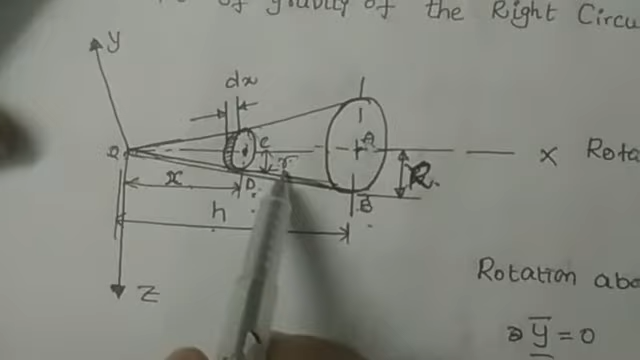 of gravity of the Right Circu
y
dx
C
A
x Rota
r
R
x
D
B
h
Rotation abo
Z
ȳ = 0